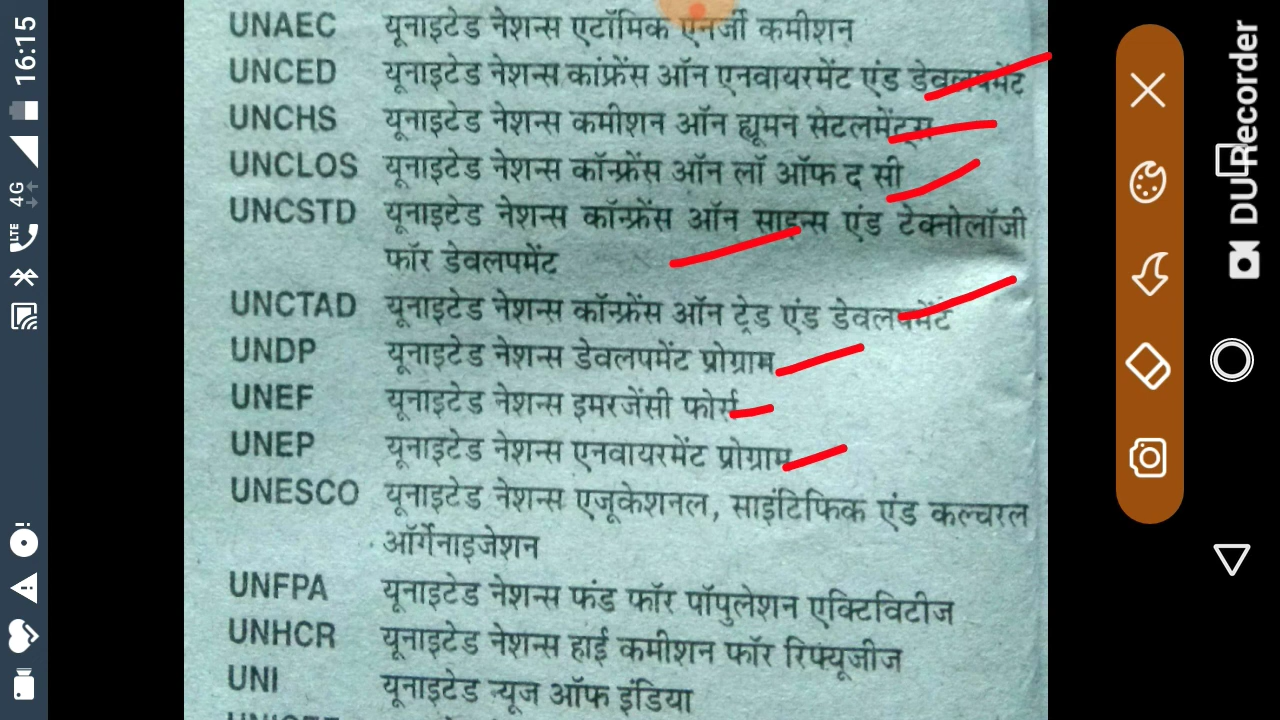 16:15
4G
LTE
UNAEC यूनाइटेड नेशन्स एटॉमिक एनर्जी कमीशन
UNCED यूनाइटेड नेशन्स कांफ्रेंस ऑन एनवायरमेंट एंड डेवलपमेंट
UNCHS यूनाइटेड नेशन्स कमीशन ऑन ह्यूमन सेटलमेंट्स
UNCLOS यूनाइटेड नेशन्स कॉन्फ्रेंस ऑन लॉ ऑफ द सी
UNCSTD यूनाइटेड नेशन्स कॉन्फ्रेंस ऑन साइन्स एंड टेक्नोलॉजी
फॉर डेवलपमेंट
UNCTAD यूनाइटेड नेशन्स कॉन्फ्रेंस ऑन ट्रेड एंड डेवलपमेंट
UNDP यूनाइटेड नेशन्स डेवलपमेंट प्रोग्राम
UNEF यूनाइटेड नेशन्स इमरजेंसी फोर्स
UNEP यूनाइटेड नेशन्स एनवायरमेंट प्रोग्राम
UNESCO यूनाइटेड नेशन्स एजूकेशनल, साइंटिफिक एंड कल्चरल
ऑर्गेनाइजेशन
UNFPA यूनाइटेड नेशन्स फंड फॉर पॉपुलेशन एक्टिविटीज
UNHCR यूनाइटेड नेशन्स हाई कमीशन फॉर रिफ्यूजीज
UNI यूनाइटेड न्यूज ऑफ इंडिया
DU Recorder